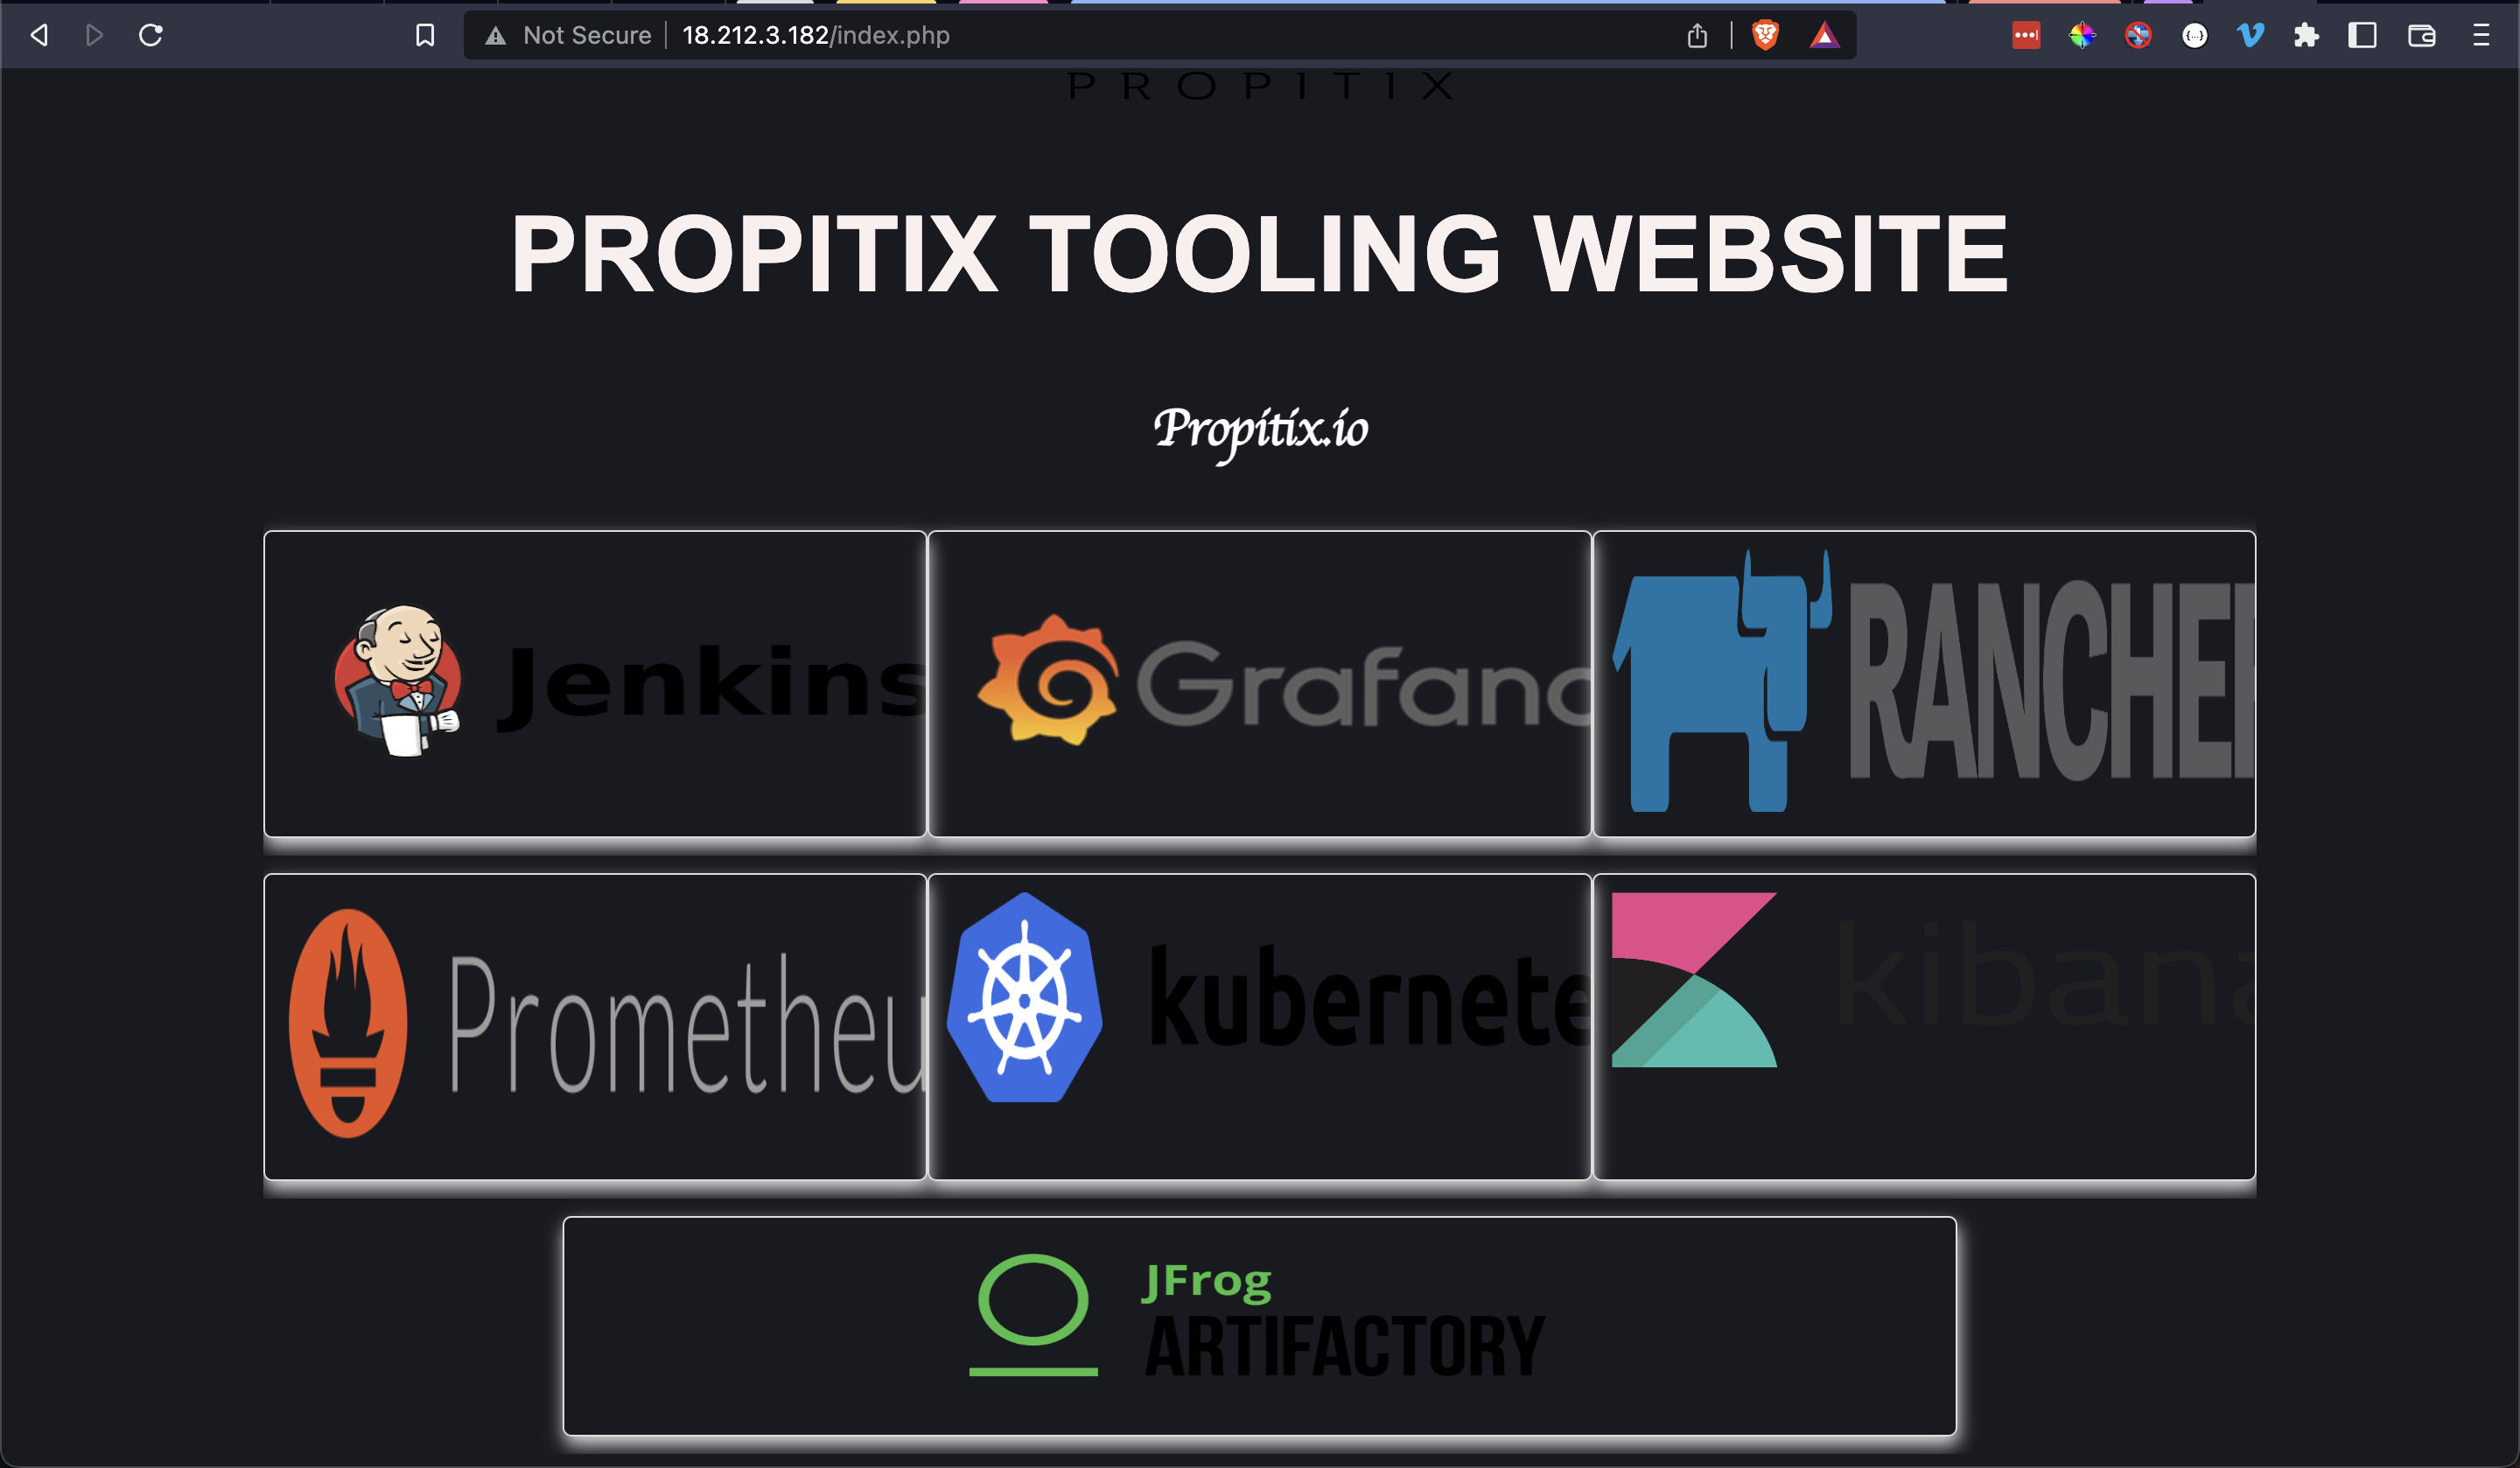 Not Secure 18.212.3.182/index.php
PROPITIX
PROPITIX TOOLING WEBSITE
Propitix.io
Jenkins
Grafana
RANCHER
Prometheu
kubernete
kibana
JFrog
ARTIFACTORY